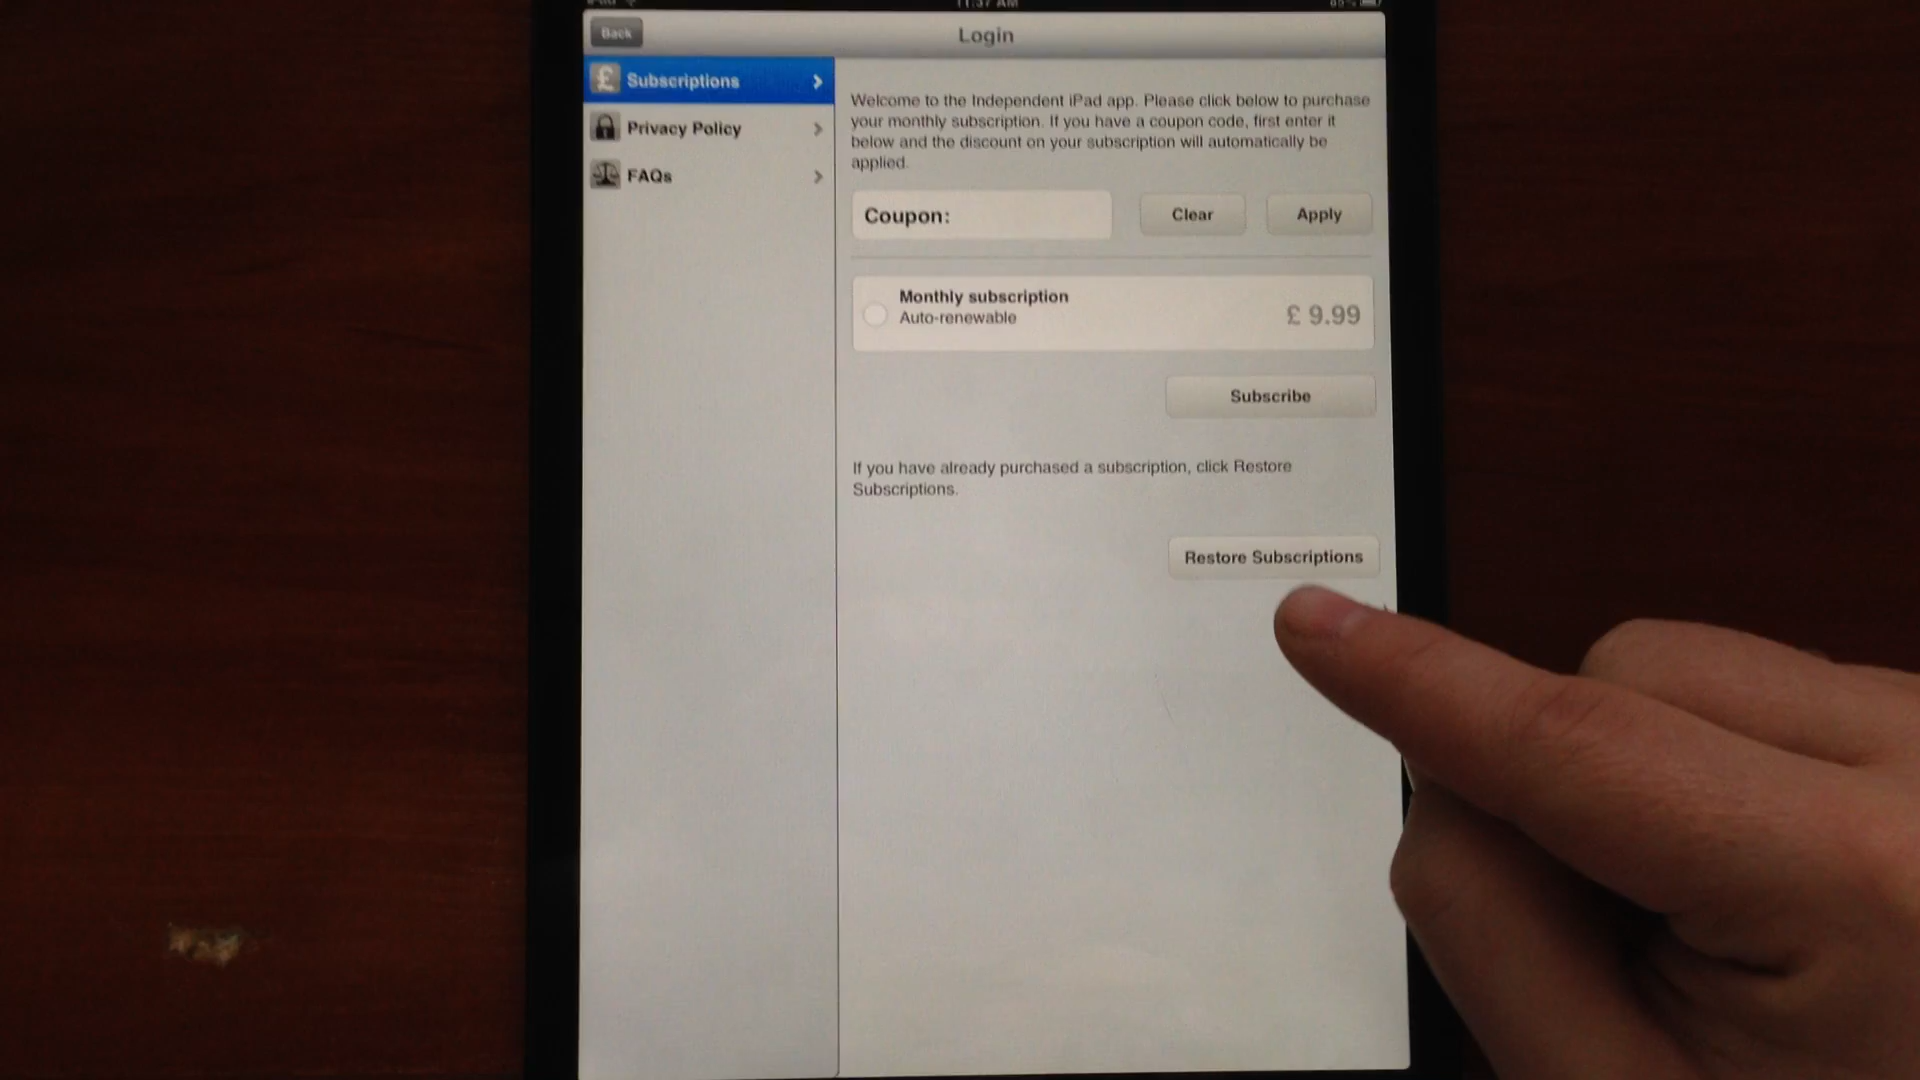 11:37 AM
Back
Login
Subscriptions
Privacy Policy
FAQs
Welcome to the Independent iPad app. Please click below to purchase
your monthly subscription. If you have a coupon code, first enter it
below and the discount on your subscription will automatically be
applied.
Coupon:
Clear
Apply
Monthly subscription
Auto-renewable
£ 9.99
Subscribe
If you have already purchased a subscription, click Restore
Subscriptions.
Restore Subscriptions